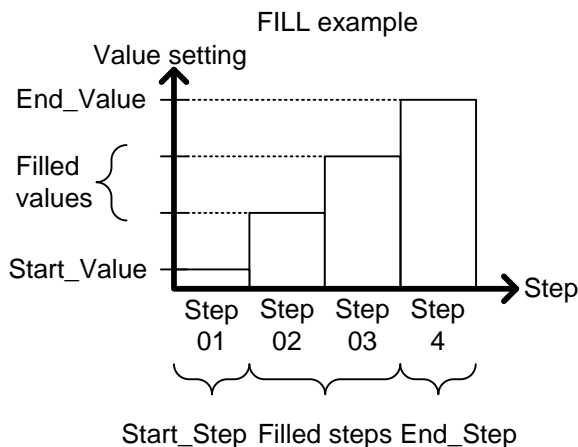 FILL example
Value setting
End_Value
Filled
values
Start_Value
Step
Step Step Step Step
01 02 03 4
Start_Step Filled steps End_Step